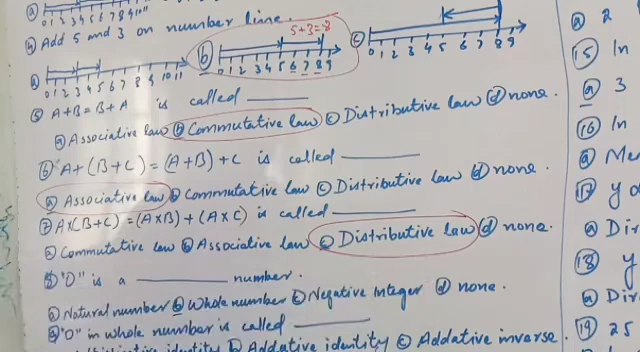 0 1 2 3 4 5 6 7 8 9 10 11
④ Add 5 and 3 on number line.
5+3=8
ⓐ 0 1 2 3 4 5 6 7 8 9 10 11 ⓑ 0 1 2 3 4 5 6 7 8 9 ⓒ 0 1 2 3 4 5 6 7 8 9
⑤ A+B=B+A is called ______
ⓐ Associative law ⓑ Commutative law ⓒ Distributive law ⓓ none.
⑥ A+(B+C)=(A+B)+C is called ______
ⓐ Associative law ⓑ Commutative law ⓒ Distributive law ⓓ none.
⑦ A×(B+C)=(A×B)+(A×C) is called ______
ⓐ Commutative law ⓑ Associative law ⓒ Distributive law ⓓ none.
⑧ "0" is a ______ number.
ⓐ Natural number ⓑ Whole number ⓒ Negative Integer ⓓ none.
⑨ "0" in whole number is called ______
identity ⓑ Addative identity ⓒ Addative inverse.
ⓐ 2
⑮ In
ⓐ 3
⑯ In
ⓐ Me
⑰ yo
ⓐ Dir
⑱ y
ⓐ Dir
⑲ 25